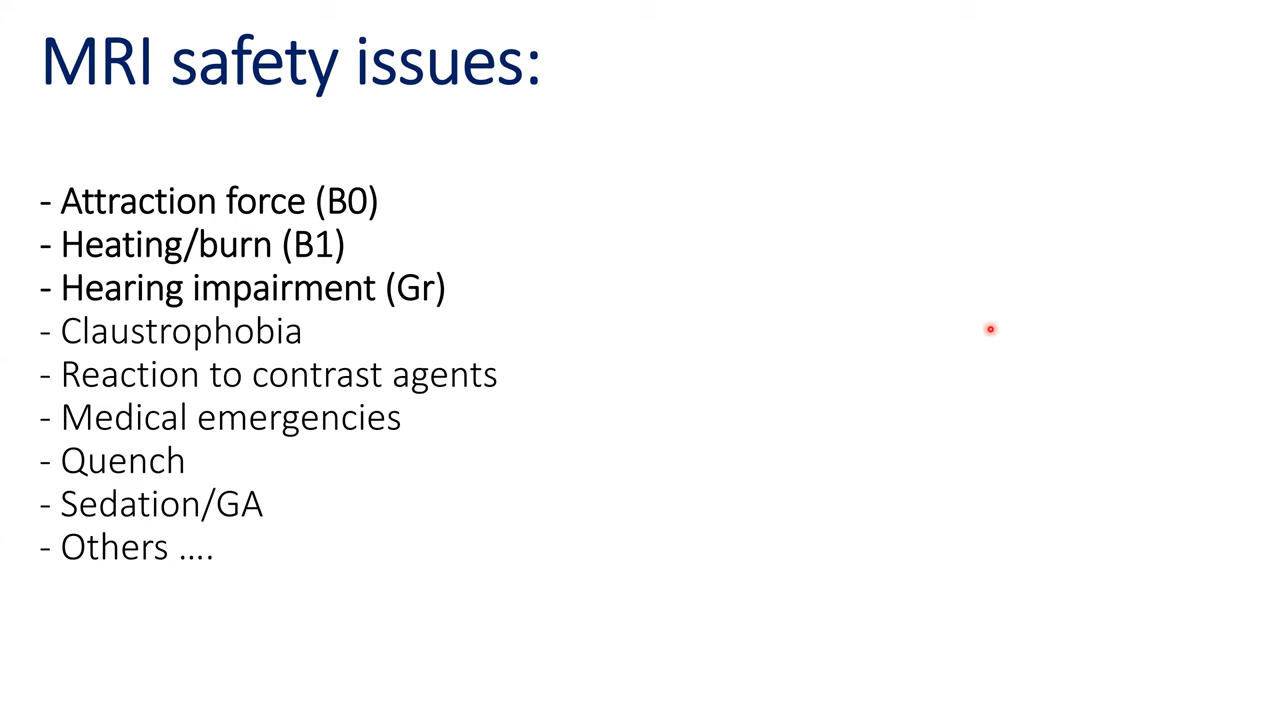 MRI safety issues:
- Attraction force (B0)
- Heating/burn (B1)
- Hearing impairment (Gr)
- Claustrophobia
- Reaction to contrast agents
- Medical emergencies
- Quench
- Sedation/GA
- Others ....